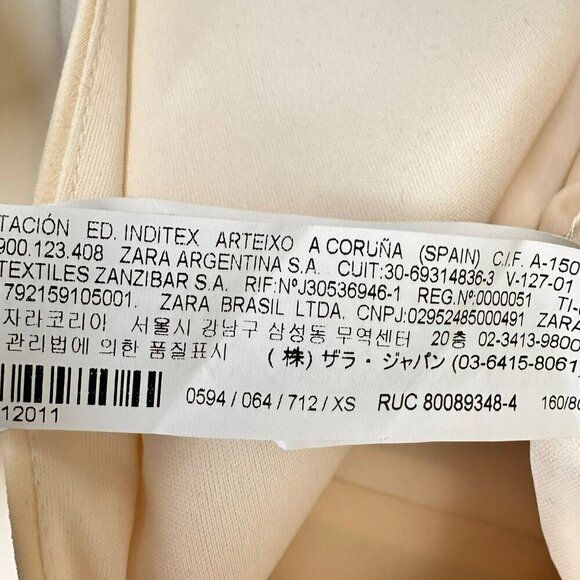 TACIÓN ED. INDITEX ARTEIXO A CORUÑA (SPAIN) C.I.F. A-150
900.123.408 ZARA ARGENTINA S.A. CUIT:30-69314836-3 V-127-01
TEXTILES ZANZIBAR S.A. RIF:NºJ30536946-1 REG.Nº:0000051 TI-
792159105001. ZARA BRASIL LTDA. CNPJ:02952485000491 ZARA
자라코리아 서울시 강남구 삼성동 무역센터 20층 02-3413-9800
관리법에 의한 품질표시 (株) ザラ・ジャパン (03-6415-8061)
12011 0594 / 064 / 712 / XS RUC 80089348-4 160/80